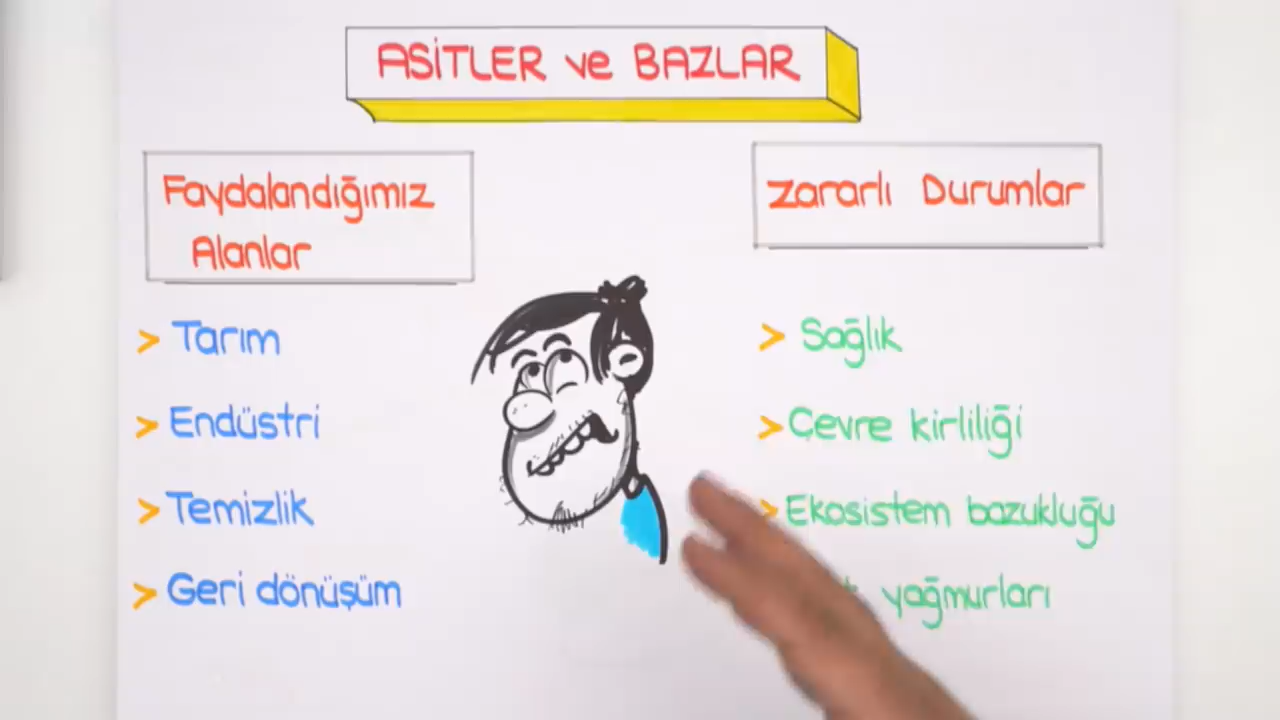 ASİTLER ve BAZLAR
Faydalandığımız
Alanlar
> Tarım
> Endüstri
> Temizlik
> Geri dönüşüm
Zararlı Durumlar
> Sağlık
> Çevre kirliliği
> Ekosistem bozukluğu
yağmurları